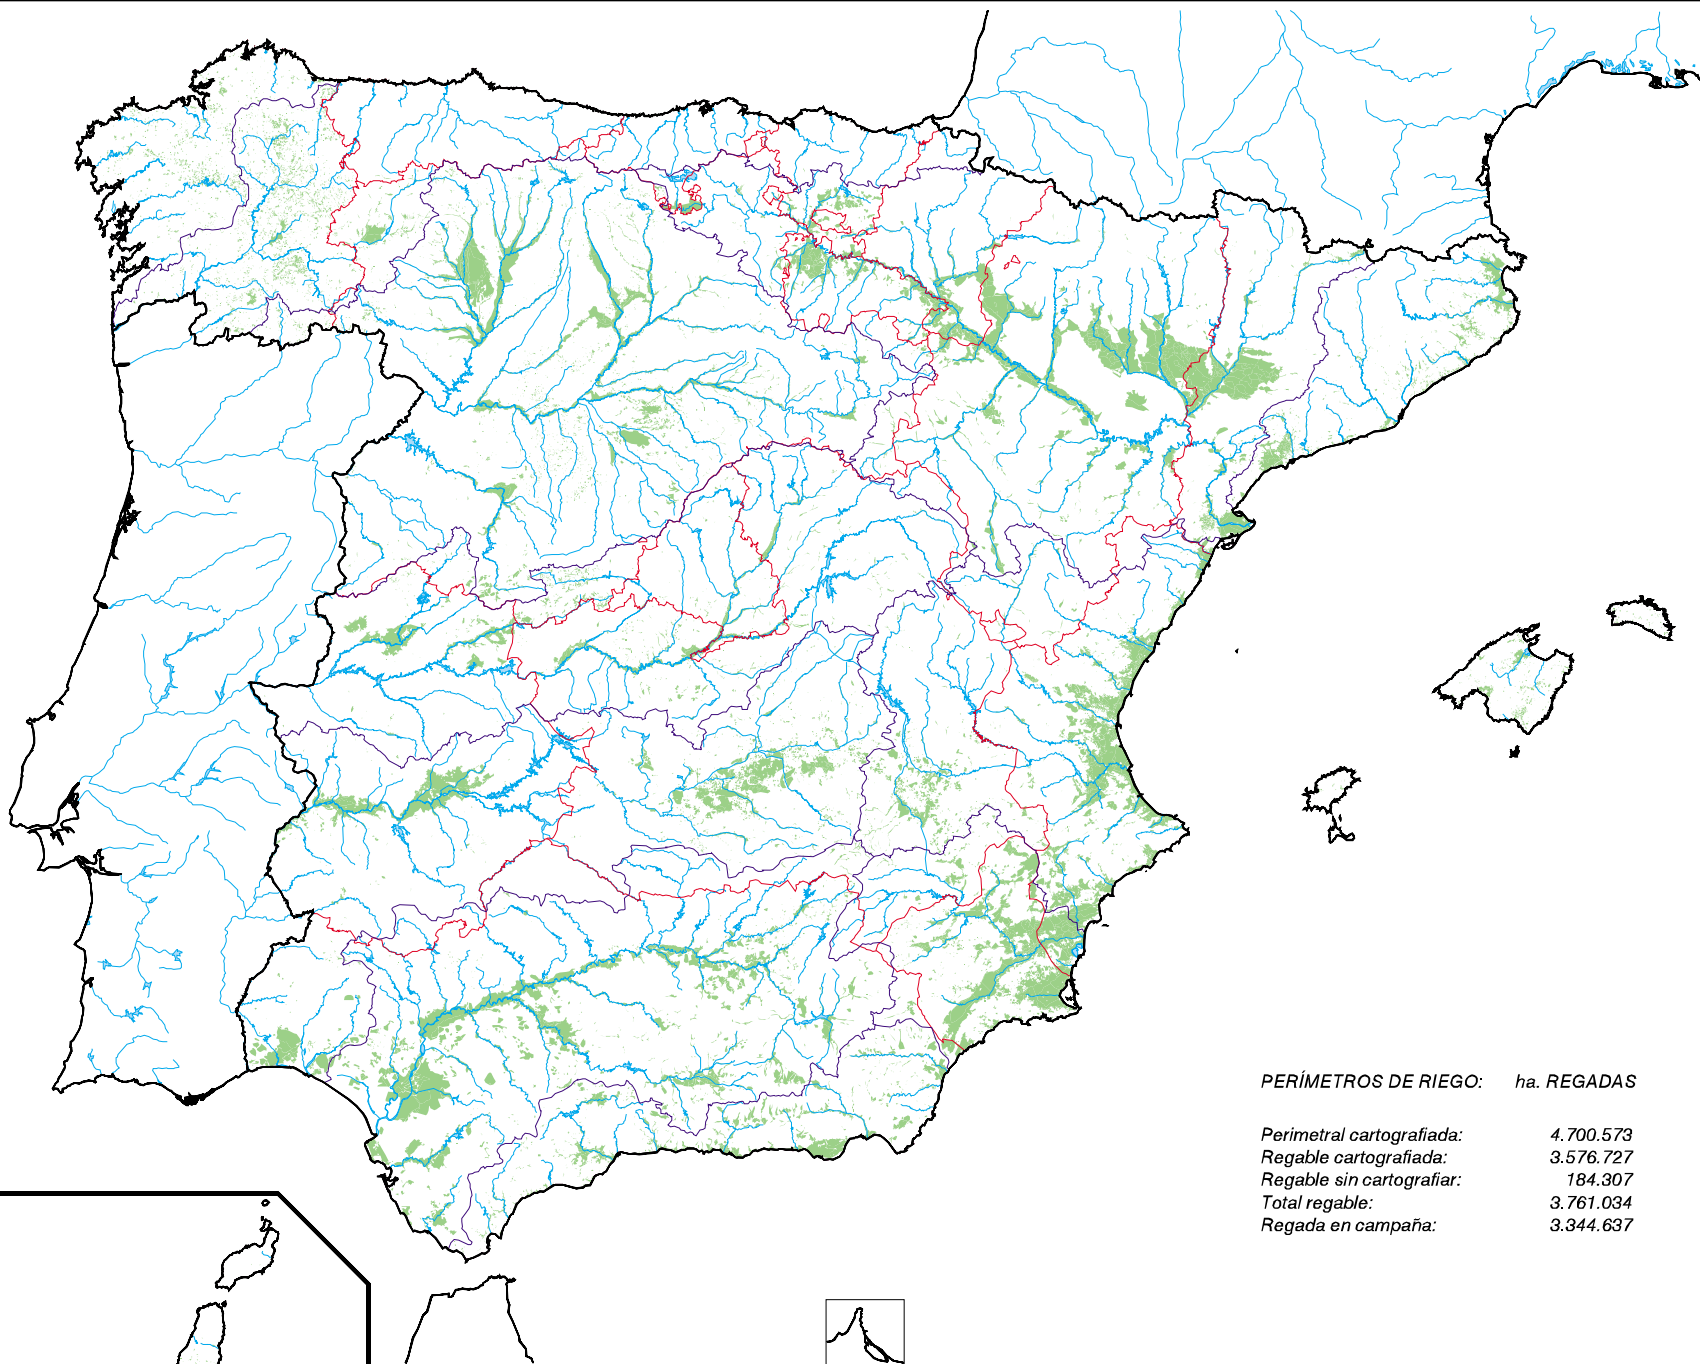 PERÍMETROS DE RIEGO: ha. REGADAS
Perimetral cartografiada: 4.700.573
Regable cartografiada: 3.576.727
Regable sin cartografiar: 184.307
Total regable: 3.761.034
Regada en campaña: 3.344.637